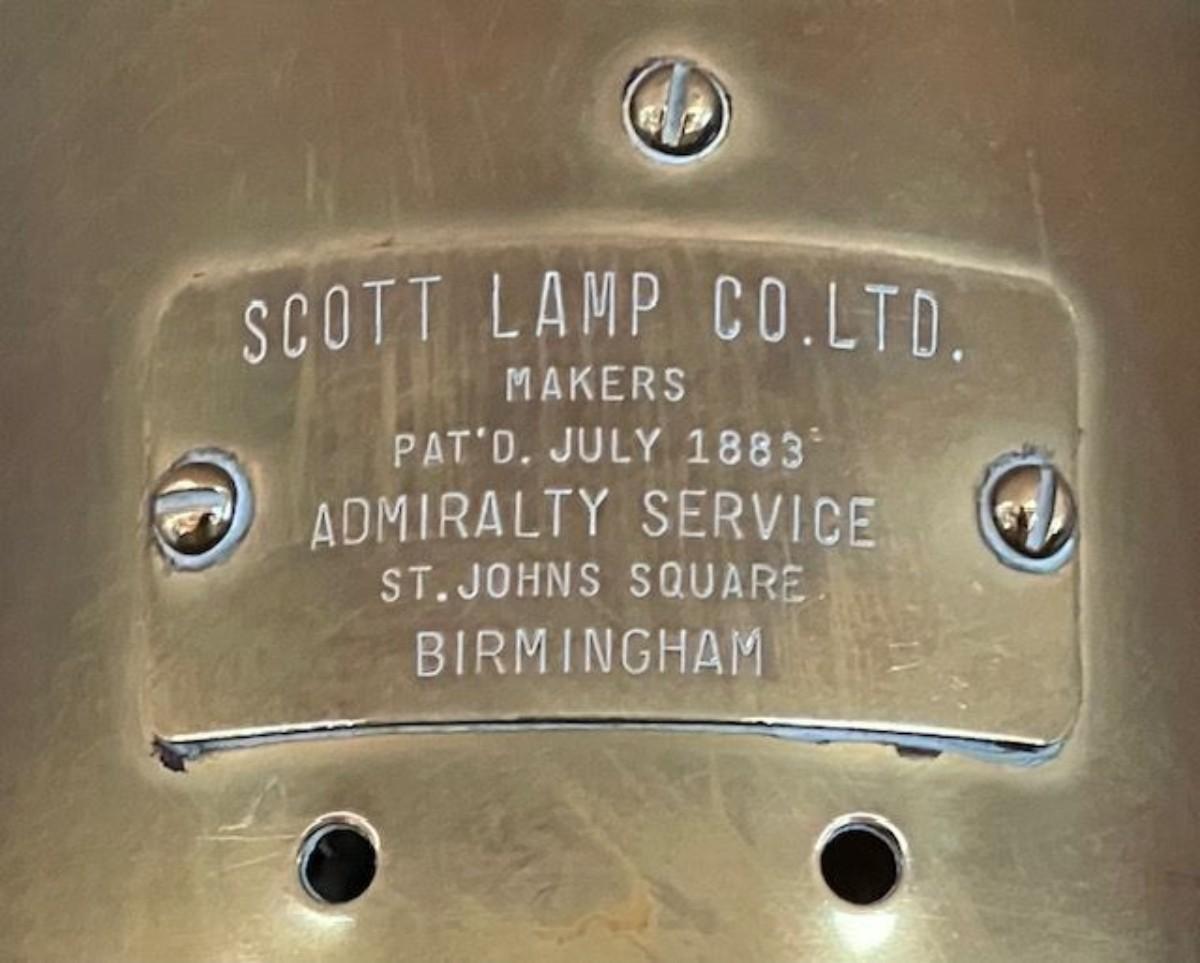 SCOTT LAMP CO.LTD.
MAKERS
PAT'D. JULY 1883
ADMIRALTY SERVICE
ST. JOHNS SQUARE
BIRMINGHAM